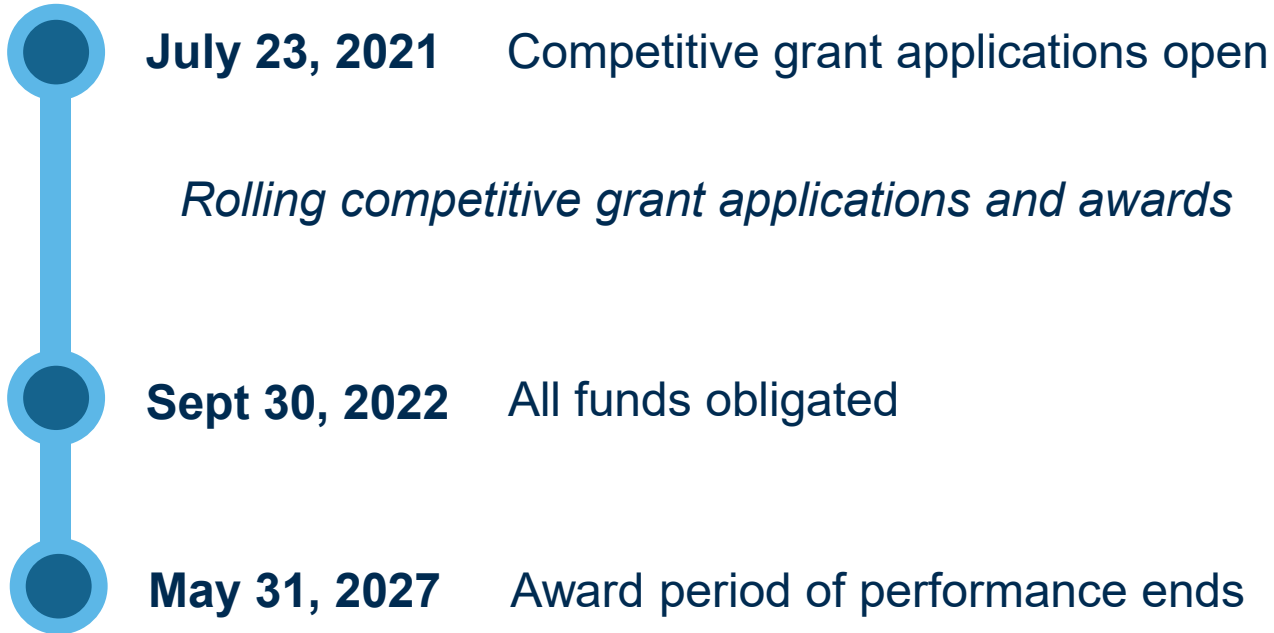 July 23, 2021 Competitive grant applications open
Rolling competitive grant applications and awards
Sept 30, 2022 All funds obligated
May 31, 2027 Award period of performance ends